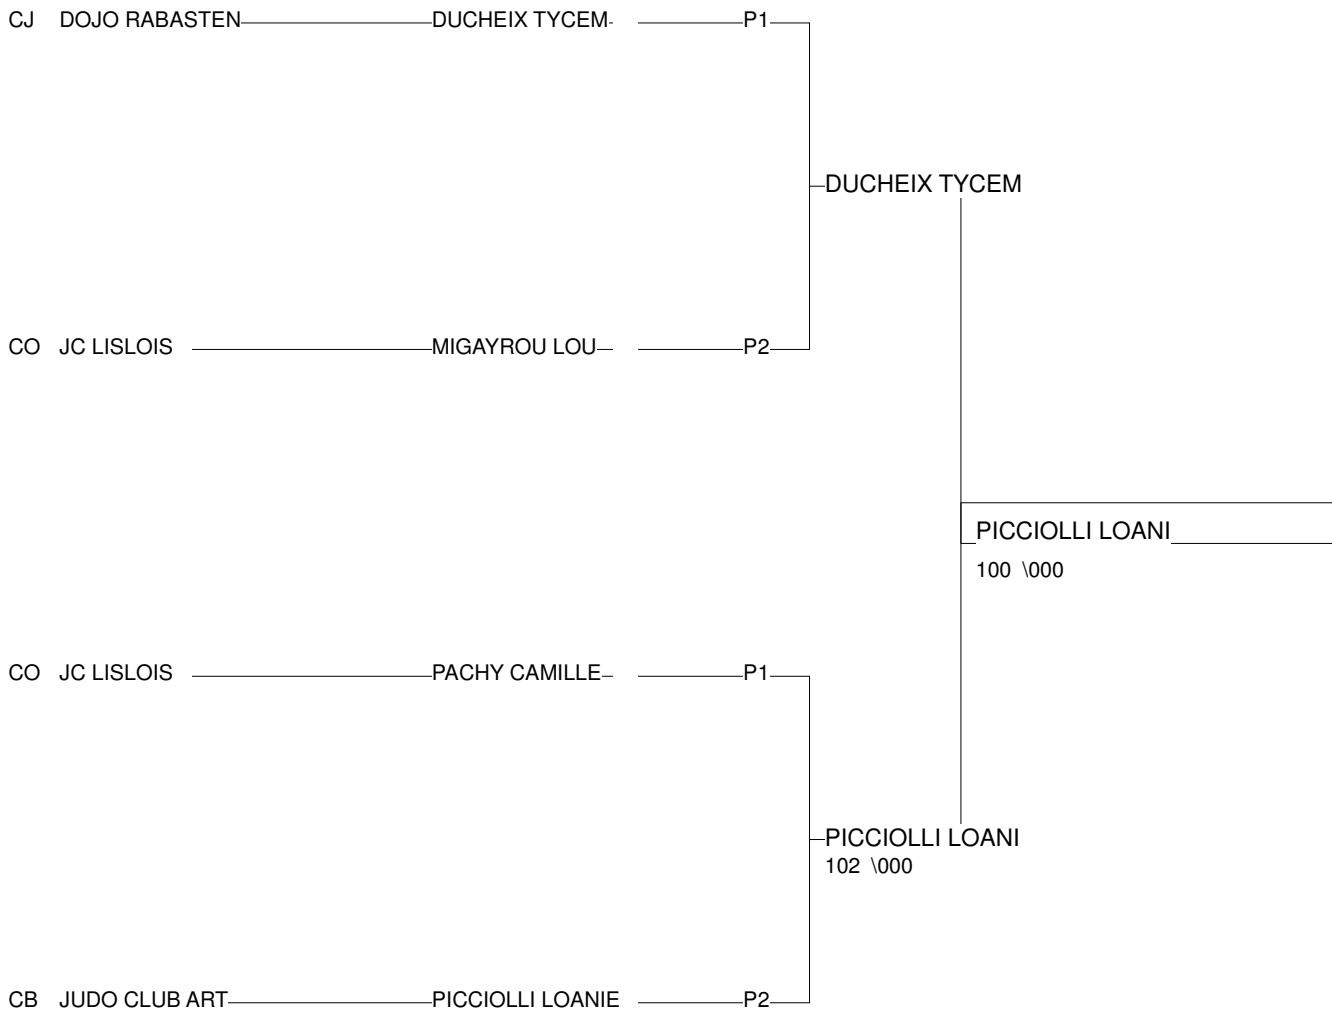 CJ DOJO RABASTEN DUCHEIX TYCEM P1
DUCHEIX TYCEM
CO JC LISLOIS MIGAYROU LOU P2
PICCIOLLI LOANI
100 \000
CO JC LISLOIS PACHY CAMILLE P1
PICCIOLLI LOANI
102 \000
CB JUDO CLUB ART PICCIOLLI LOANIE P2